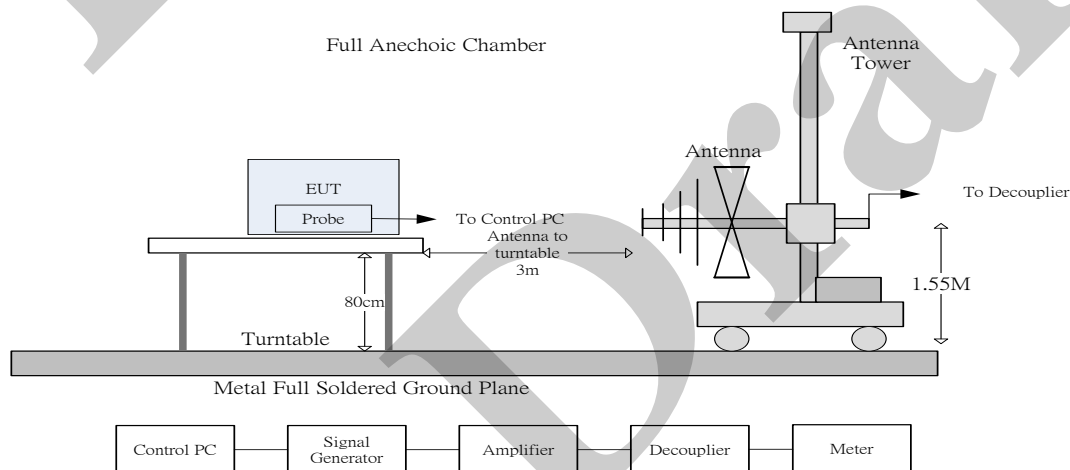 Full Anechoic Chamber
Antenna
Tower
Antenna
EUT
Probe
To Decouplier
To Control PC
Antenna to
turntable
3m
80cm
1.55M
Turntable
Metal Full Soldered Ground Plane
Control PC
Signal
Generator
Amplifier
Decouplier
Meter